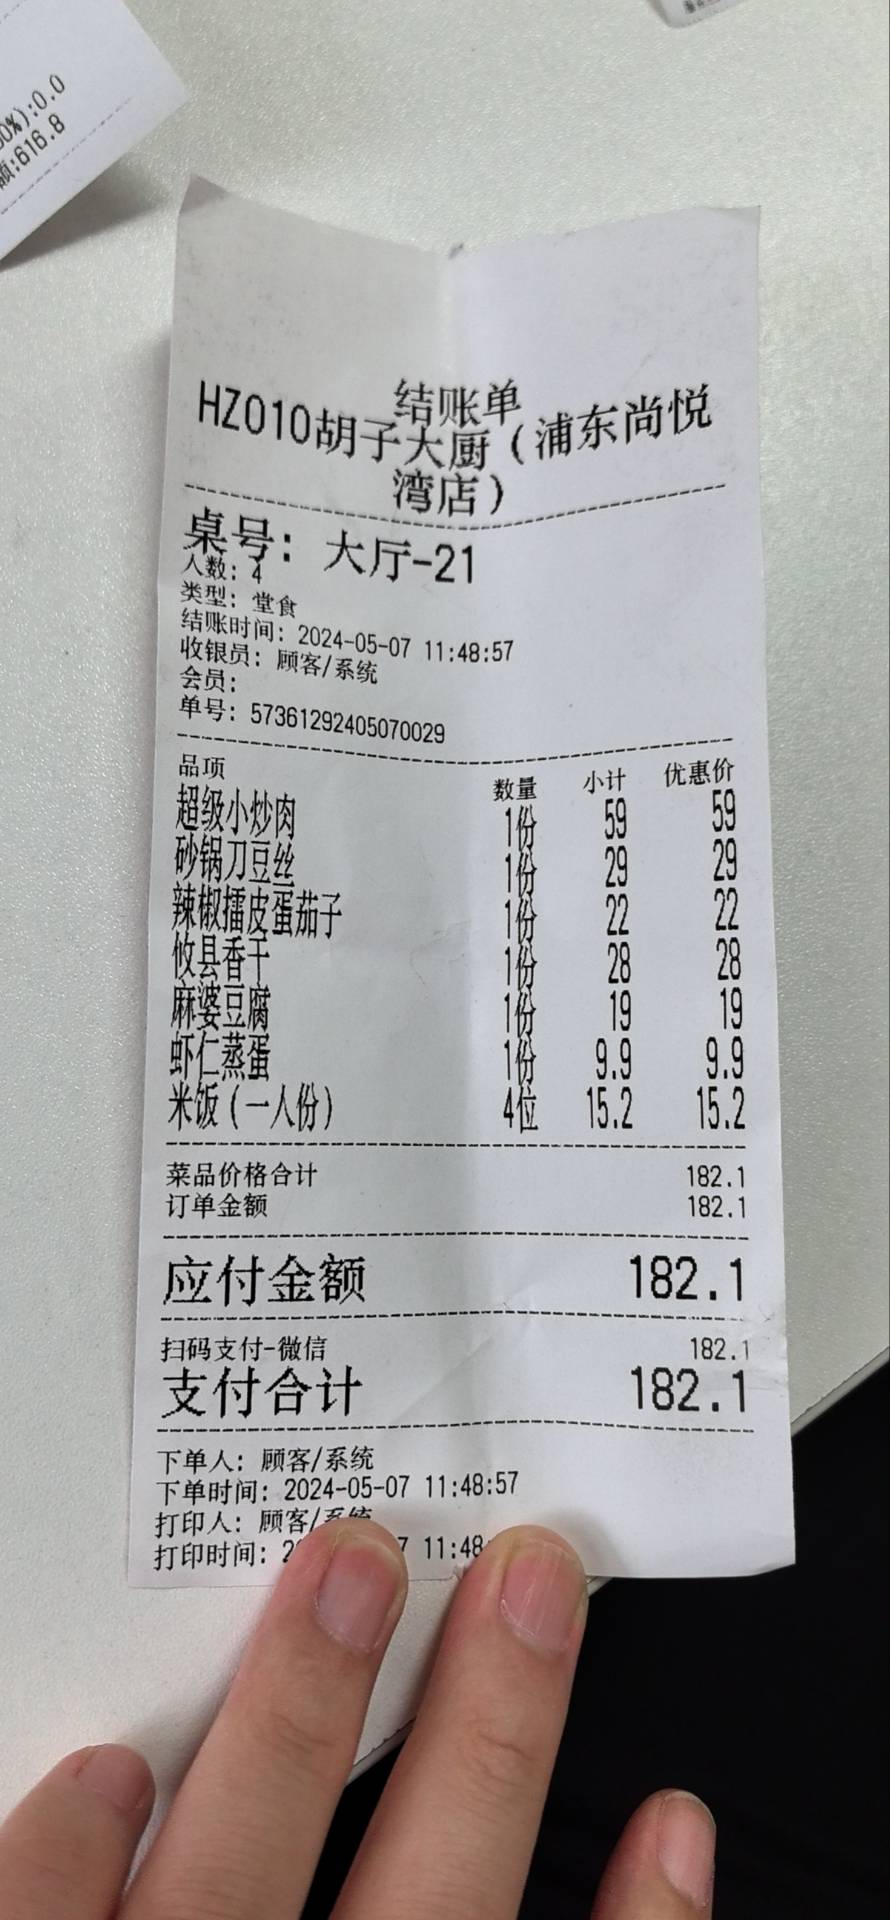 0%):0.0
额:616.8
结账单
HZ010胡子大厨（浦东尚悦
湾店）
桌号: 大厅-21
人数: 4
类型: 堂食
结账时间: 2024-05-07 11:48:57
收银员: 顾客/系统
会员:
单号: 57361292405070029
品项 数量 小计 优惠价
超级小炒肉 1份 59 59
砂锅刀豆丝 1份 29 29
辣椒擂皮蛋茄子 1份 22 22
攸县香干 1份 28 28
麻婆豆腐 1份 19 19
虾仁蒸蛋 1份 9.9 9.9
米饭(一人份) 4位 15.2 15.2
菜品价格合计 182.1
订单金额 182.1
应付金额 182.1
扫码支付-微信 182.1
支付合计 182.1
下单人: 顾客/系统
下单时间: 2024-05-07 11:48:57
打印人: 顾客/系统
打印时间: 2 7 11:48